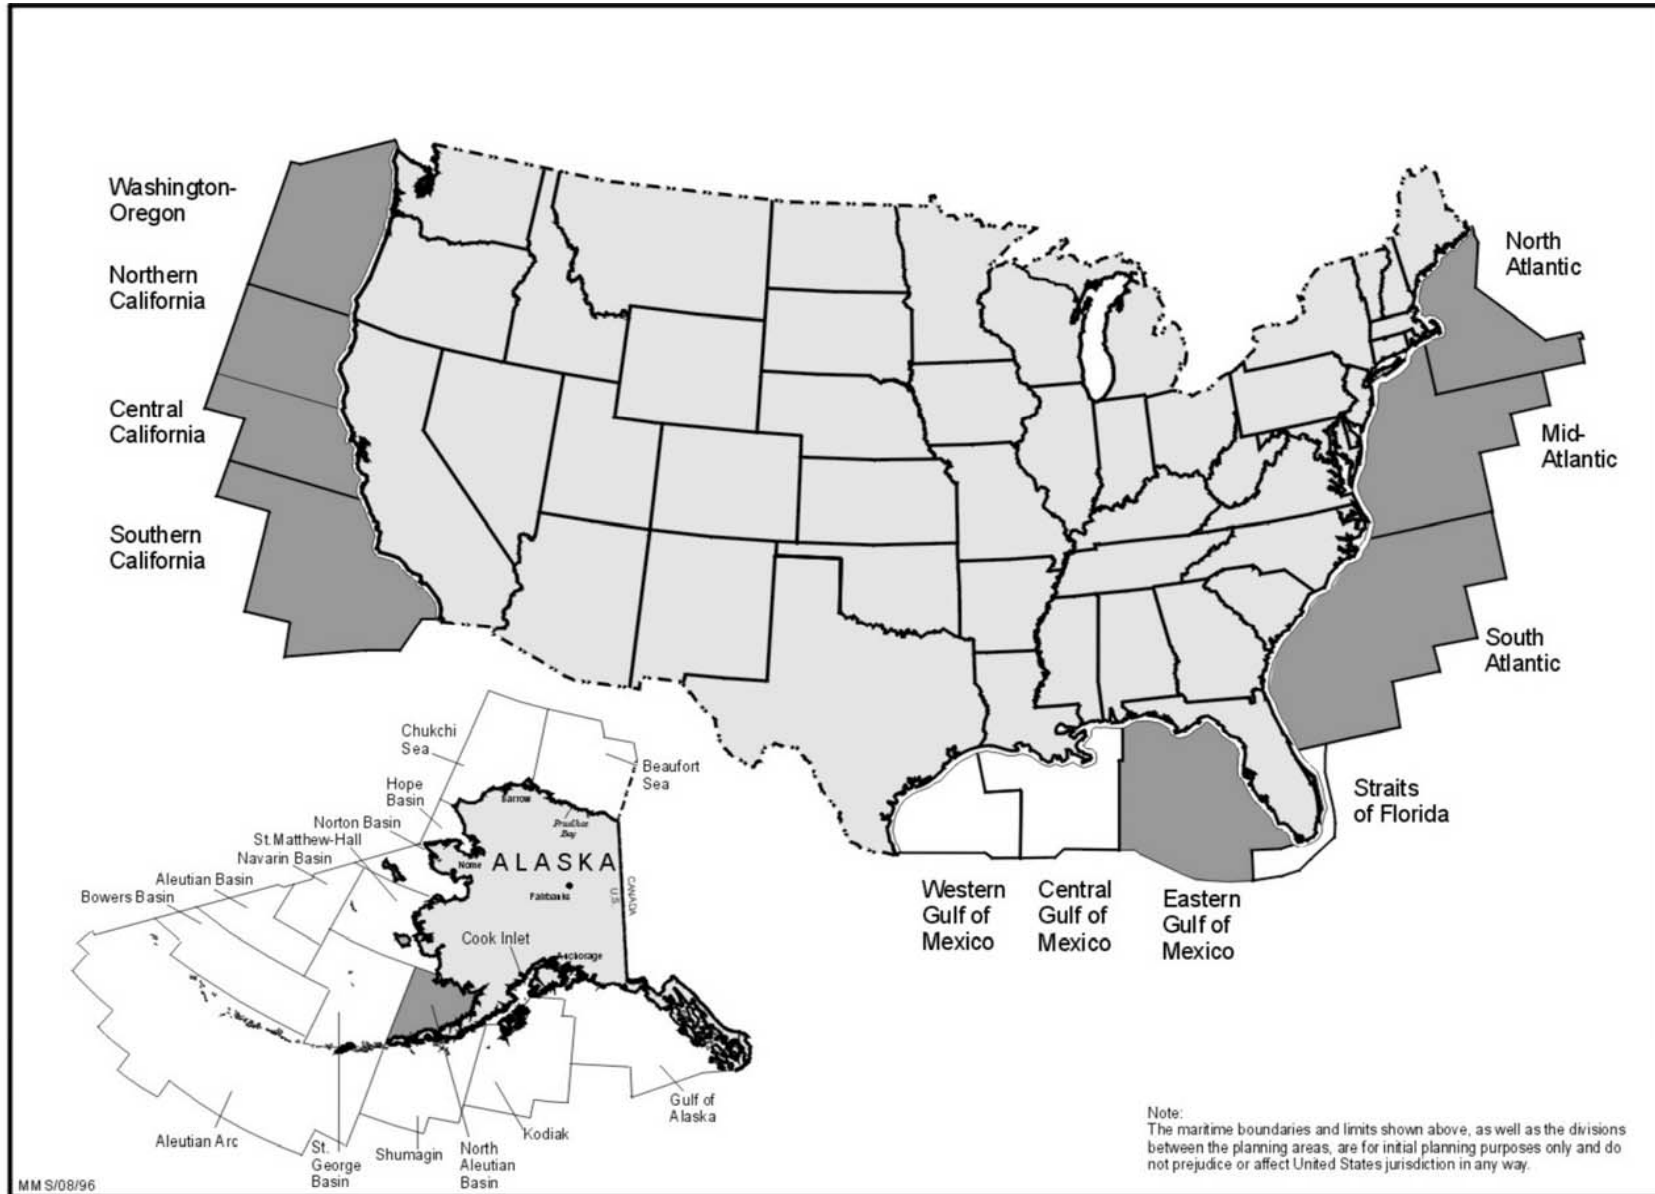 Washington-
Oregon
Northern
California
Central
California
Southern
California
North
Atlantic
Mid-
Atlantic
South
Atlantic
Straits
of Florida
Western
Gulf of
Mexico
Central
Gulf of
Mexico
Eastern
Gulf of
Mexico
Chukchi
Sea
Beaufort
Sea
Hope
Basin
Barrow
Prudhoe
Bay
Norton Basin
St. Matthew-Hall
Navarin Basin
Aleutian Basin
Bowers Basin
Nome
ALASKA
Fairbanks
CANADA
U.S.
Cook Inlet
Anchorage
Aleutian Arc
St.
George
Basin
Shumagin
North
Aleutian
Basin
Kodiak
Gulf of
Alaska
Note:
The maritime boundaries and limits shown above, as well as the divisions
between the planning areas, are for initial planning purposes only and do
not prejudice or affect United States jurisdiction in any way.
MMS/08/96